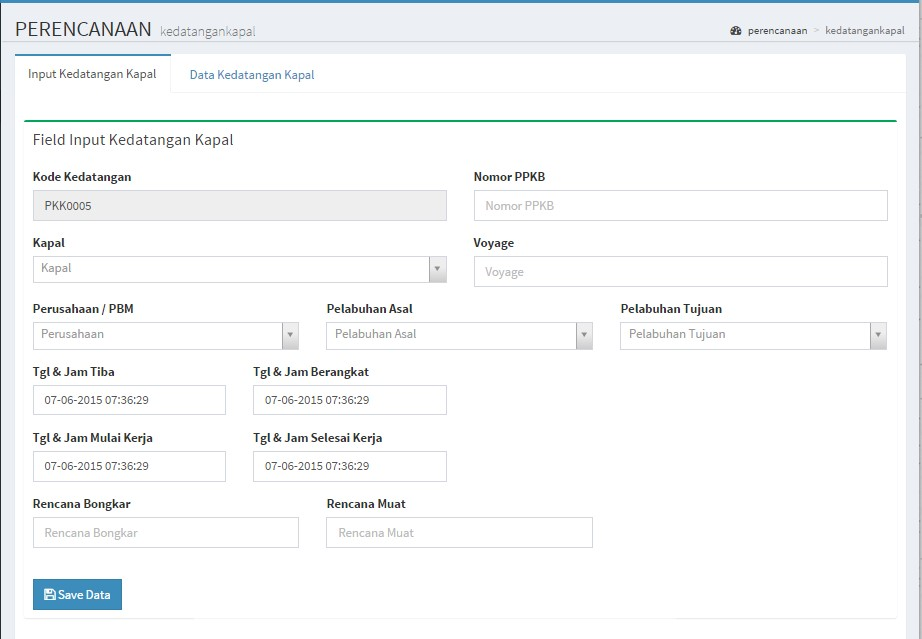 PERENCANAAN kedatangankapal
perencanaan > kedatangankapal
Input Kedatangan Kapal Data Kedatangan Kapal
Field Input Kedatangan Kapal
Kode Kedatangan Nomor PPKB
PKK0005 Nomor PPKB
Kapal Voyage
Kapal Voyage
Perusahaan / PBM Pelabuhan Asal Pelabuhan Tujuan
Perusahaan Pelabuhan Asal Pelabuhan Tujuan
Tgl & Jam Tiba Tgl & Jam Berangkat
07-06-2015 07:36:29 07-06-2015 07:36:29
Tgl & Jam Mulai Kerja Tgl & Jam Selesai Kerja
07-06-2015 07:36:29 07-06-2015 07:36:29
Rencana Bongkar Rencana Muat
Rencana Bongkar Rencana Muat
Save Data